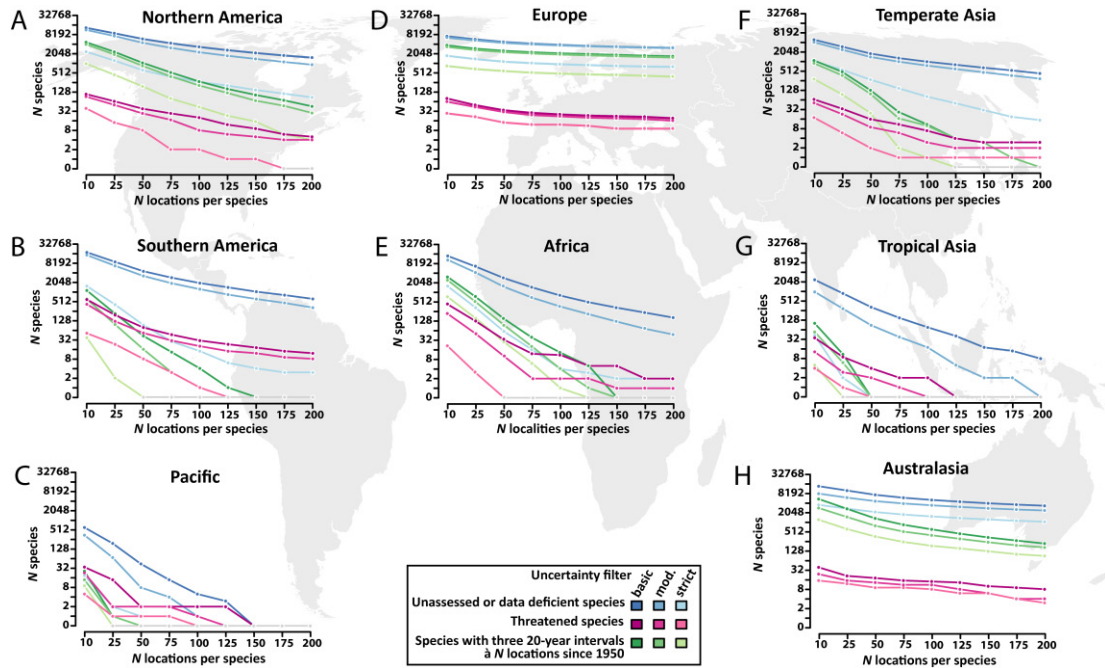 A
Northern America
32768
8192
2048
512
128
32
8
2
0
N species
10 25 50 75 100 125 150 175 200
N locations per species
D
Europe
32768
8192
2048
512
128
32
8
2
0
N species
10 25 50 75 100 125 150 175 200
N locations per species
F
Temperate Asia
32768
8192
2048
512
128
32
8
2
0
N species
10 25 50 75 100 125 150 175 200
N locations per species
B
Southern America
32768
8192
2048
512
128
32
8
2
0
N species
10 25 50 75 100 125 150 175 200
N locations per species
E
Africa
32768
8192
2048
512
128
32
8
2
0
N species
10 25 50 75 100 125 150 175 200
N localities per species
G
Tropical Asia
32768
8192
2048
512
128
32
8
2
0
N species
10 25 50 75 100 125 150 175 200
N locations per species
C
Pacific
32768
8192
2048
512
128
32
8
2
0
N species
10 25 50 75 100 125 150 175 200
N locations per species
Uncertainty filter
basic mod. strict
Unassessed or data deficient species
Threatened species
Species with three 20-year intervals
à N locations since 1950
H
Australasia
32768
8192
2048
512
128
32
8
2
0
N species
10 25 50 75 100 125 150 175 200
N locations per species